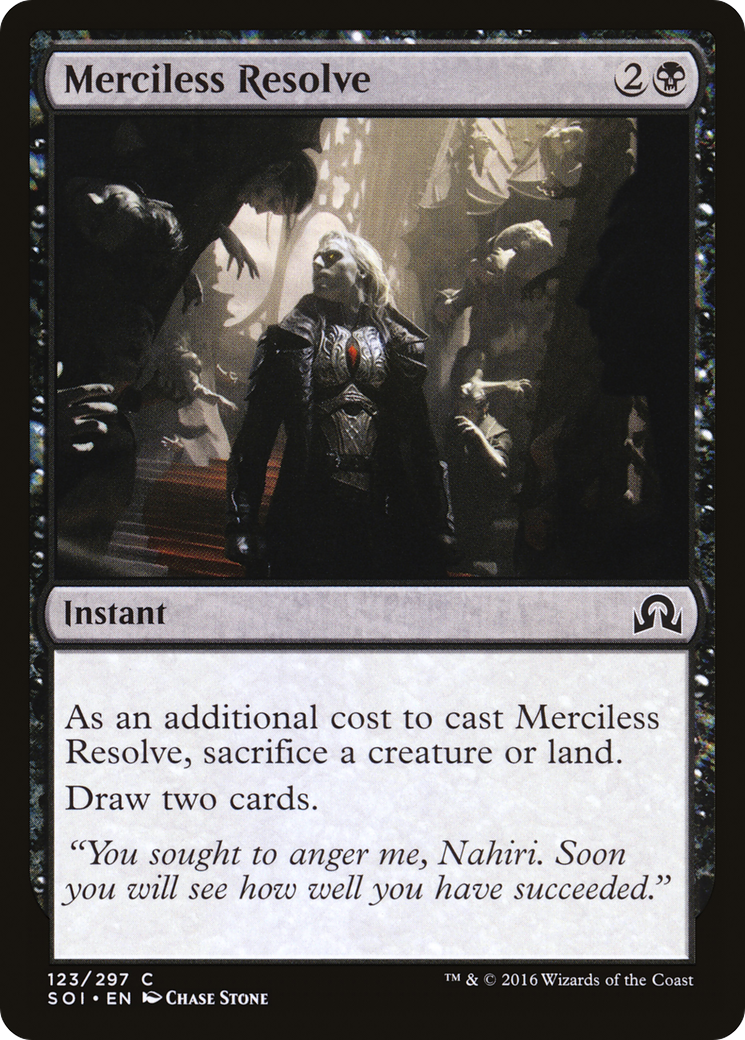 Merciless Resolve 2
Instant
As an additional cost to cast Merciless
Resolve, sacrifice a creature or land.
Draw two cards.
“You sought to anger me, Nahiri. Soon
you will see how well you have succeeded.”
123/297 C
™ & © 2016 Wizards of the Coast
SOI • EN Chase Stone